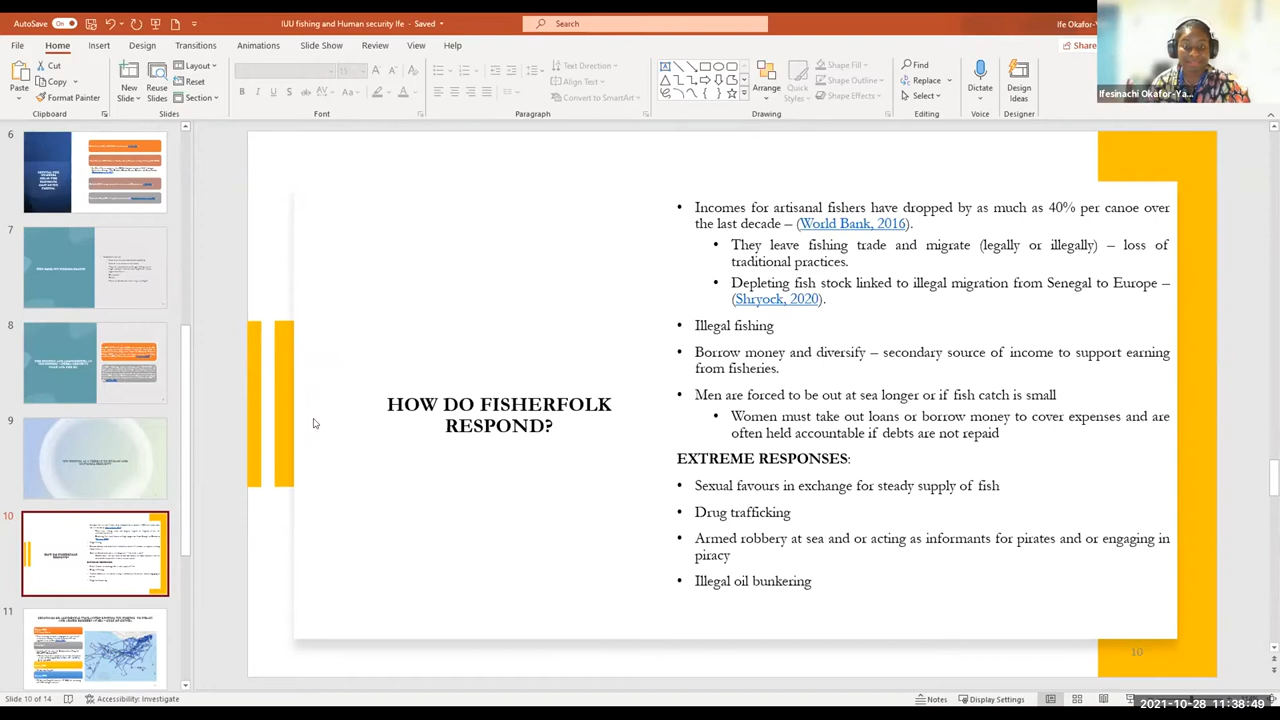 AutoSave On
IUU fishing and Human security Ife - Saved
Search
Ife Okafor-Ya
File Home Insert Design Transitions Animations Slide Show Review View Help
Share
Cut
Copy
Format Painter
Paste
Clipboard
New
Slide
Reuse
Slides
Layout
Reset
Section
Slides
Font
Text Direction
Align Text
Convert to SmartArt
Paragraph
Arrange
Quick
Styles
Shape Fill
Shape Outline
Shape Effects
Drawing
Find
Replace
Select
Editing
Dictate
Voice
Design
Ideas
Designer
Ifesinachi Okafor-Ya...
6
7
8
9
10
11
HOW DO FISHERFOLK
RESPOND?
• Incomes for artisanal fishers have dropped by as much as 40% per canoe over
the last decade – (World Bank, 2016).
• They leave fishing trade and migrate (legally or illegally) – loss of
traditional practices.
• Depleting fish stock linked to illegal migration from Senegal to Europe –
(Shryock, 2020).
• Illegal fishing
• Borrow money and diversify – secondary source of income to support earning
from fisheries.
• Men are forced to be out at sea longer or if fish catch is small
• Women must take out loans or borrow money to cover expenses and are
often held accountable if debts are not repaid
EXTREME RESPONSES:
• Sexual favours in exchange for steady supply of fish
• Drug trafficking
• Armed robbery at sea and or acting as informants for pirates and or engaging in
piracy
• Illegal oil bunkering
10
Slide 10 of 14
Accessibility: Investigate
Notes
Display Settings
2021-10-28 11:38:49